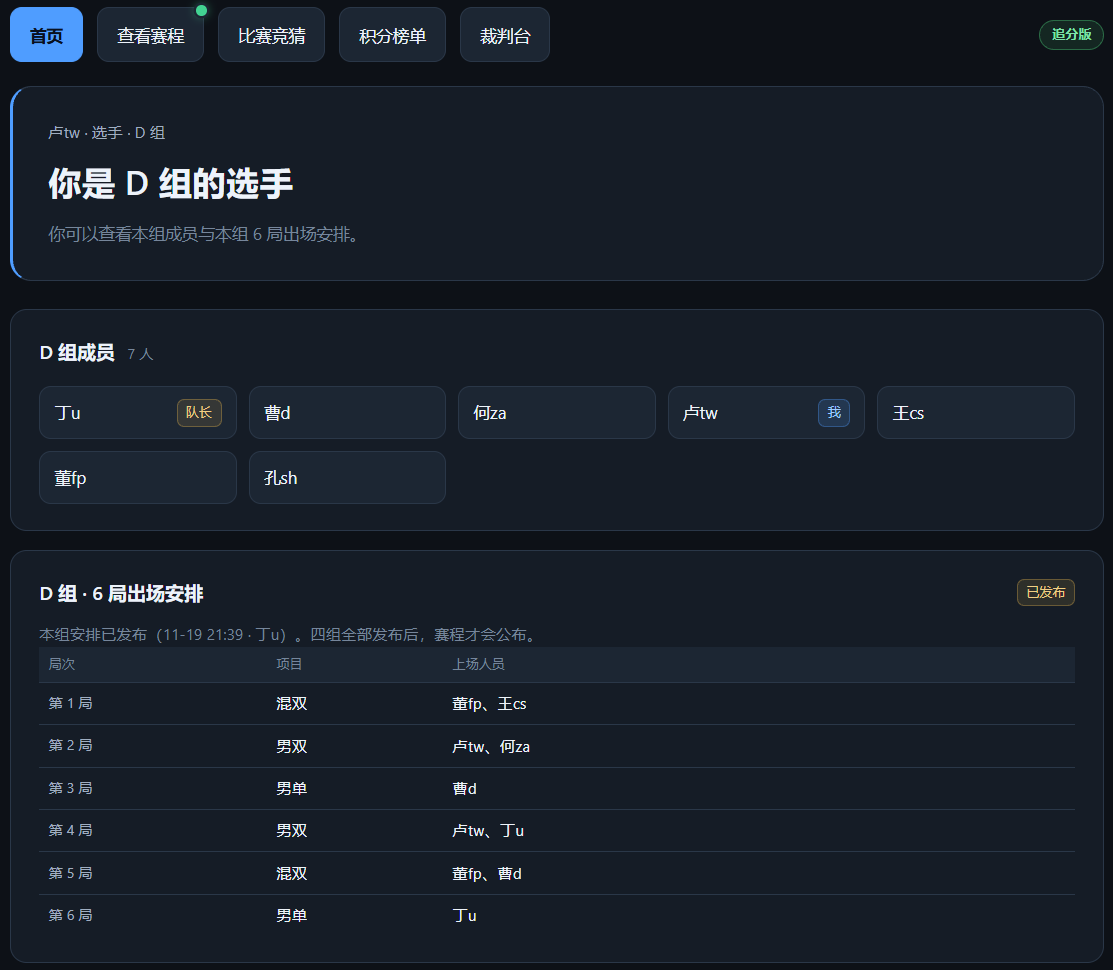 首页 查看赛程 比赛竞猜 积分榜单 裁判台 追分版
卢tw · 选手 · D 组
你是 D 组的选手
你可以查看本组成员与本组 6 局出场安排。
D 组成员 7 人
丁u 队长 曹d 何za 卢tw 我 王cs
董fp 孔sh
D 组 · 6 局出场安排 已发布
本组安排已发布（11-19 21:39 · 丁u）。四组全部发布后，赛程才会公布。
局次 项目 上场人员
第 1 局 混双 董fp、王cs
第 2 局 男双 卢tw、何za
第 3 局 男单 曹d
第 4 局 男双 卢tw、丁u
第 5 局 混双 董fp、曹d
第 6 局 男单 丁u